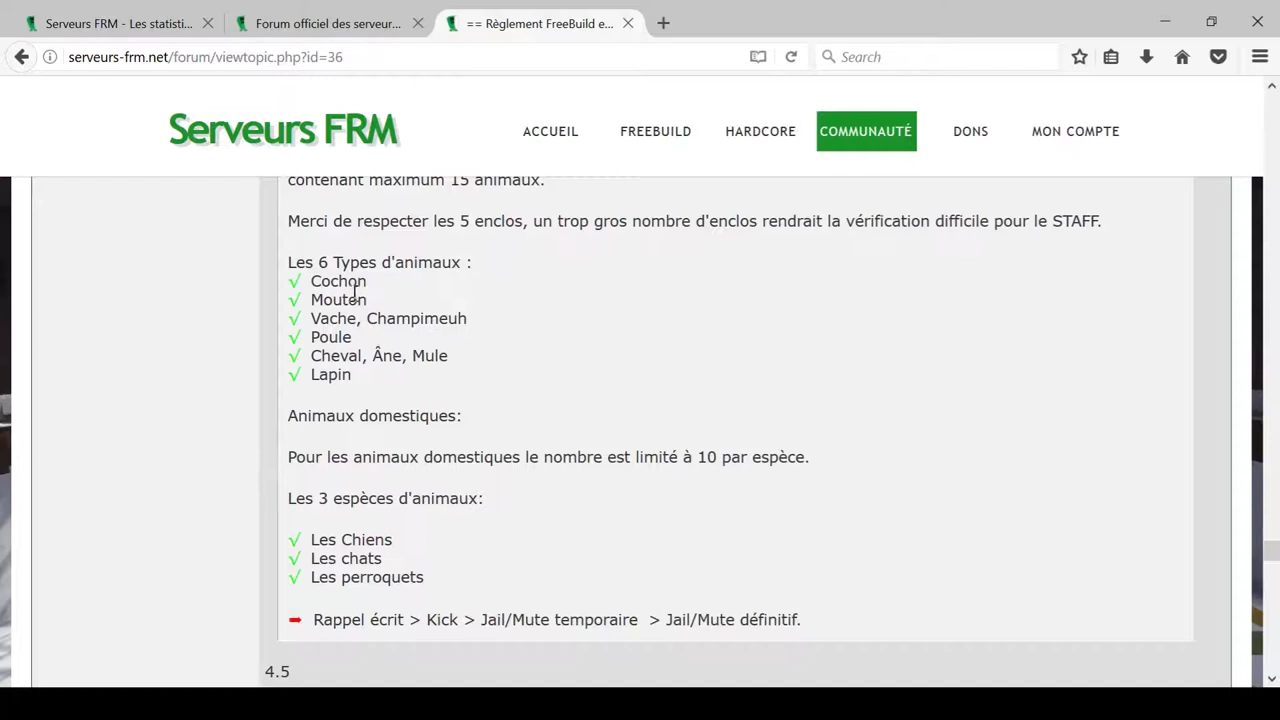 Serveurs FRM - Les statisti...
Forum officiel des serveur...
== Règlement FreeBuild e...
serveurs-frm.net/forum/viewtopic.php?id=36
Search
Serveurs FRM
ACCUEIL
FREEBUILD
HARDCORE
COMMUNAUTÉ
DONS
MON COMPTE
contenant maximum 15 animaux.
Merci de respecter les 5 enclos, un trop gros nombre d'enclos rendrait la vérification difficile pour le STAFF.
Les 6 Types d'animaux :
√ Cochon
√ Mouton
√ Vache, Champimeuh
√ Poule
√ Cheval, Âne, Mule
√ Lapin
Animaux domestiques:
Pour les animaux domestiques le nombre est limité à 10 par espèce.
Les 3 espèces d'animaux:
√ Les Chiens
√ Les chats
√ Les perroquets
➡ Rappel écrit > Kick > Jail/Mute temporaire > Jail/Mute définitif.
4.5